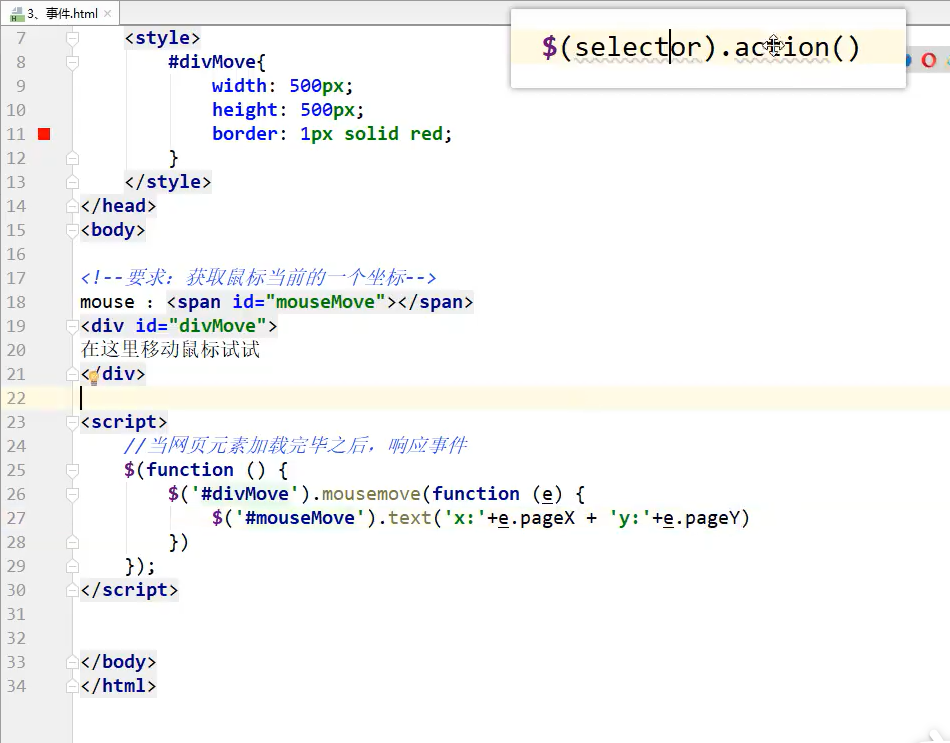 3、事件.html
$(selector).action()
7 <style>
8 #divMove{
9 width: 500px;
10 height: 500px;
11 border: 1px solid red;
12 }
13 </style>
14 </head>
15 <body>
16
17 <!--要求：获取鼠标当前的一个坐标-->
18 mouse : <span id="mouseMove"></span>
19 <div id="divMove">
20 在这里移动鼠标试试
21 </div>
22
23 <script>
24 //当网页元素加载完毕之后，响应事件
25 $(function () {
26 $('#divMove').mousemove(function (e) {
27 $('#mouseMove').text('x:'+e.pageX + 'y:'+e.pageY)
28 })
29 });
30 </script>
31
32
33 </body>
34 </html>